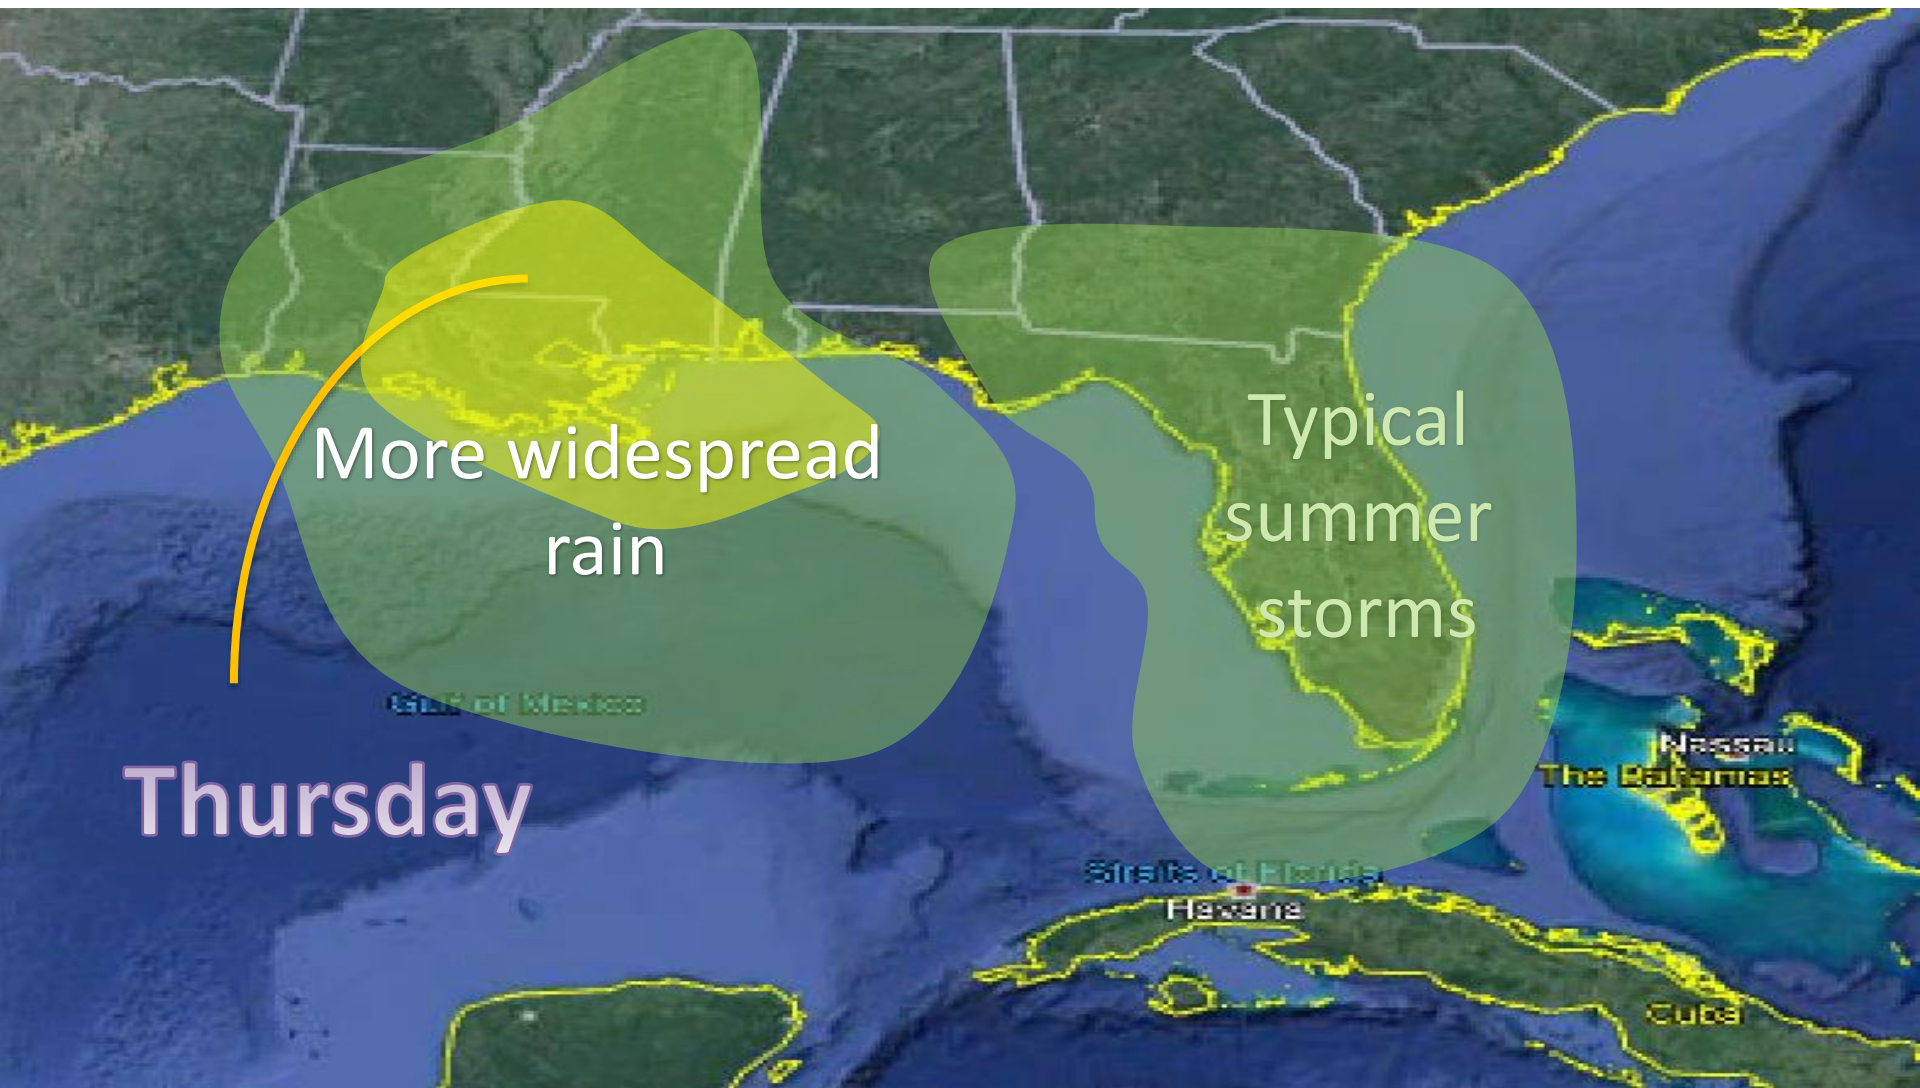 More widespread
rain
Typical
summer
storms
Gulf of Mexico
Thursday
Nassau
The Bahamas
Straits of Florida
Havana
Cuba